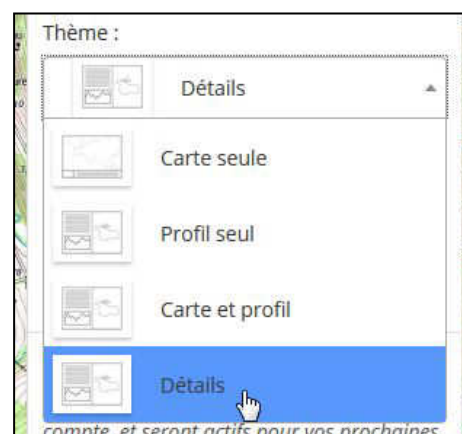 Thème :
Détails
Carte seule
Profil seul
Carte et profil
Détails
compte, et seront actifs pour vos prochaines